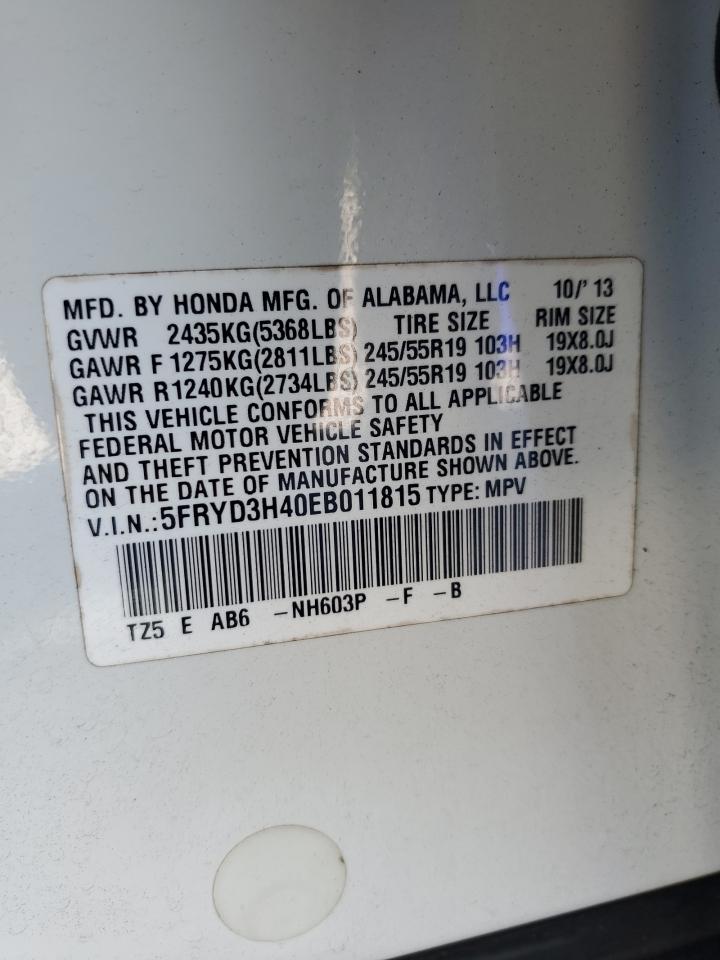 MFD. BY HONDA MFG. OF ALABAMA, LLC 10/'13
GVWR 2435KG(5368LBS) TIRE SIZE RIM SIZE
GAWR F 1275KG(2811LBS) 245/55R19 103H 19X8.0J
GAWR R1240KG(2734LBS) 245/55R19 103H 19X8.0J
THIS VEHICLE CONFORMS TO ALL APPLICABLE
FEDERAL MOTOR VEHICLE SAFETY
AND THEFT PREVENTION STANDARDS IN EFFECT
ON THE DATE OF MANUFACTURE SHOWN ABOVE.
V.I.N.:5FRYD3H40EB011815 TYPE: MPV
TZ5 E AB6 -NH603P -F -B